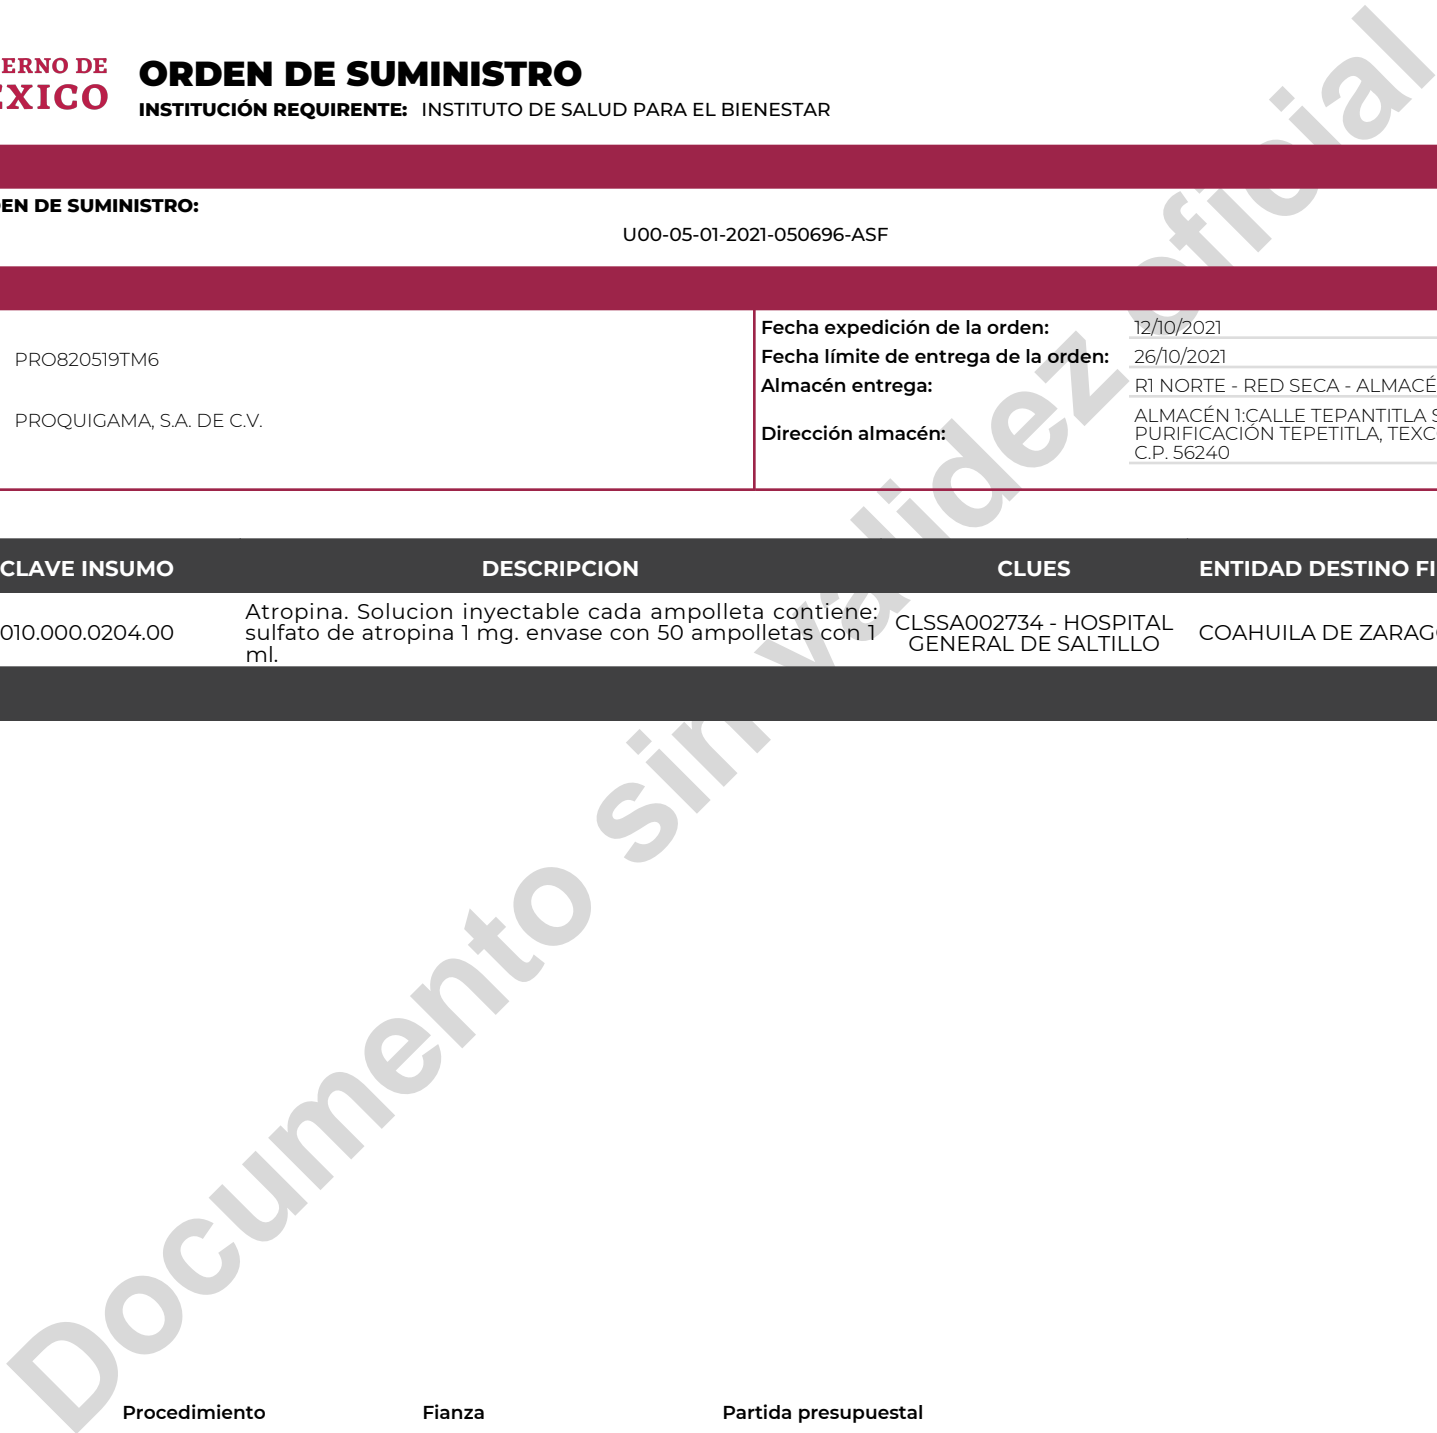 ERNO DE
EXICO
ORDEN DE SUMINISTRO
INSTITUCIÓN REQUIRENTE: INSTITUTO DE SALUD PARA EL BIENESTAR
EN DE SUMINISTRO:
U00-05-01-2021-050696-ASF
PRO820519TM6
PROQUIGAMA, S.A. DE C.V.
Fecha expedición de la orden: 12/10/2021
Fecha límite de entrega de la orden: 26/10/2021
Almacén entrega: R1 NORTE - RED SECA - ALMACÉ
Dirección almacén:
ALMACÉN 1:CALLE TEPANTITLA S
PURIFICACIÓN TEPETITLA, TEXC
C.P. 56240
CLAVE INSUMO DESCRIPCION CLUES ENTIDAD DESTINO FI
010.000.0204.00
Atropina. Solucion inyectable cada ampolleta contiene:
sulfato de atropina 1 mg. envase con 50 ampolletas con 1
ml.
CLSSA002734 - HOSPITAL
GENERAL DE SALTILLO
COAHUILA DE ZARAG
Documento sin validez oficial
Procedimiento Fianza Partida presupuestal